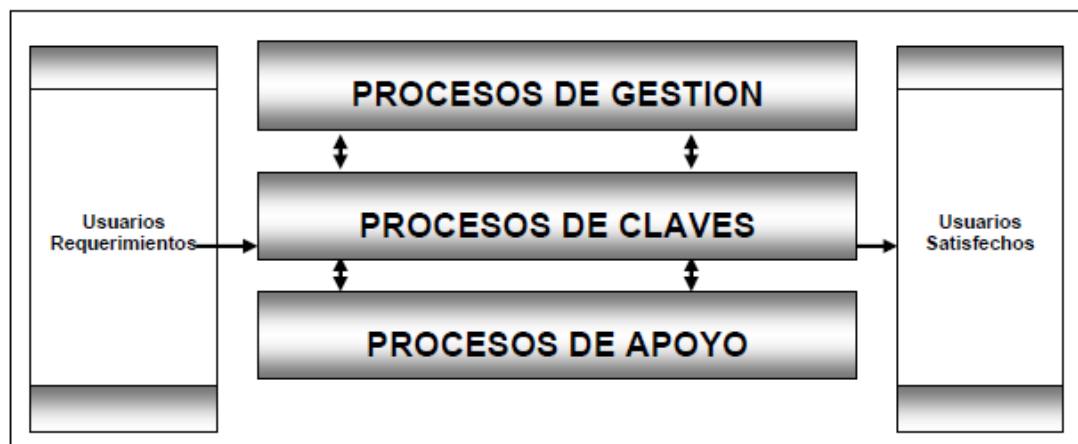 PROCESOS DE GESTION
Usuarios
Requerimientos
PROCESOS DE CLAVES
Usuarios
Satisfechos
PROCESOS DE APOYO